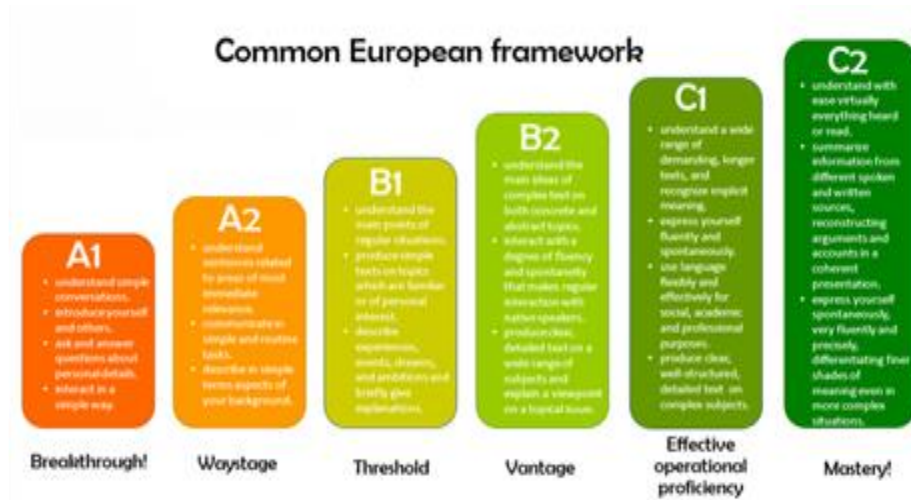 Common European framework
A1
• understand simple
conversations.
• introduce yourself
and others.
• ask and answer
questions about
personal details.
• interact in a
simple way.
Breakthrough!
A2
• understand
sentences related
to areas of most
immediate
relevance.
• communicate in
simple and routine
tasks.
• describe in simple
terms aspects of
your background.
Waystage
B1
• understand the
main points of
regular situations.
• produce simple
texts on topics
which are familiar
or of personal
interest.
• describe
experiences,
events, dreams,
and ambitions and
briefly give
explanations.
Threshold
B2
• understand the
main ideas of
complex text on
both concrete and
abstract topics.
• interact with a
degree of fluency
and spontaneity
that makes regular
interaction with
native speakers.
• produce clear,
detailed text on a
wide range of
subjects and
explain a viewpoint
on a topical issue.
Vantage
C1
• understand a wide
range of
demanding, longer
texts, and
recognize implicit
meaning.
• express yourself
fluently and
spontaneously.
• use language
flexibly and
effectively for
social, academic
and professional
purposes.
• produce clear,
well-structured,
detailed text on
complex subjects.
Effective
operational
proficiency
C2
• understand with
ease virtually
everything heard
or read.
• summarise
information from
different spoken
and written
sources,
reconstructing
arguments and
accounts in a
coherent
presentation.
• express yourself
spontaneously,
very fluently and
precisely,
differentiating finer
shades of
meaning even in
more complex
situations.
Mastery!